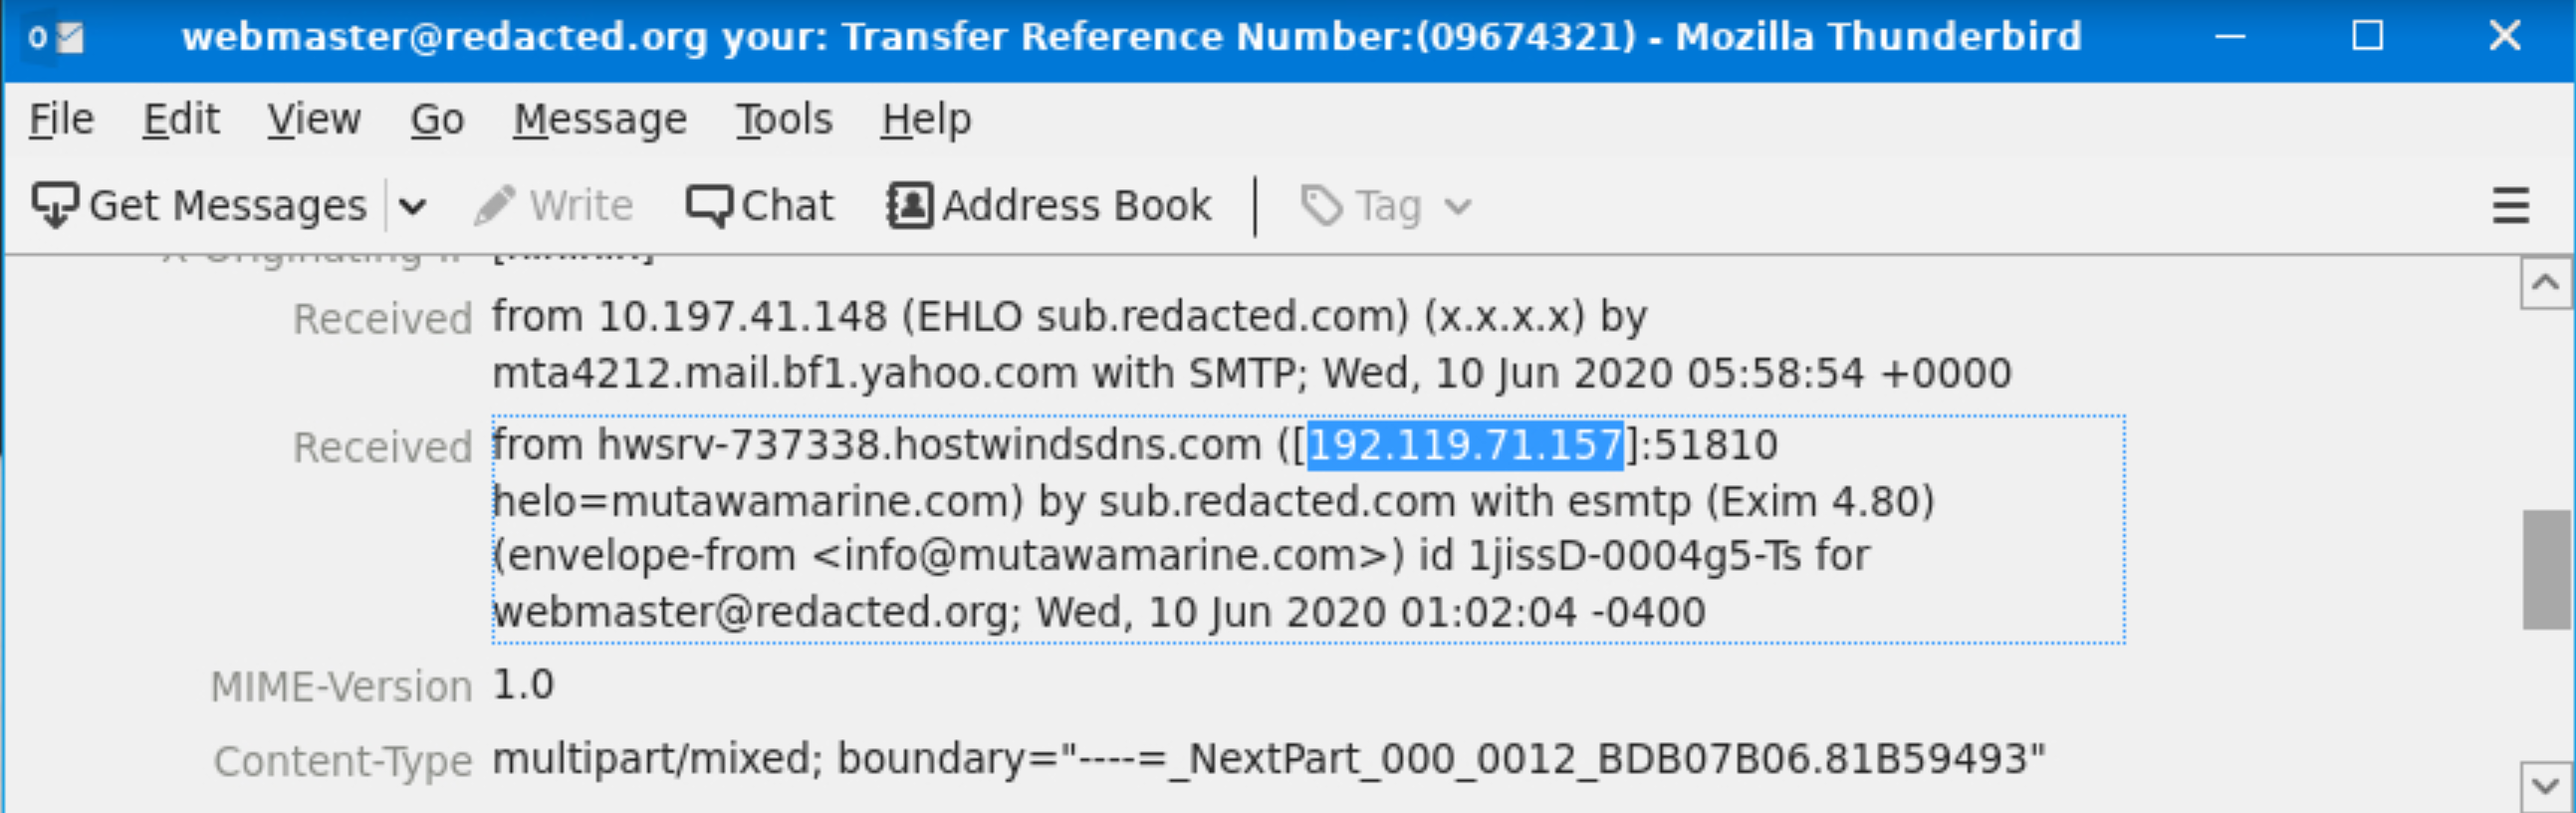 webmaster@redacted.org your: Transfer Reference Number:(09674321) - Mozilla Thunderbird
File Edit View Go Message Tools Help
Get Messages Write Chat Address Book Tag
Received from 10.197.41.148 (EHLO sub.redacted.com) (x.x.x.x) by
mta4212.mail.bf1.yahoo.com with SMTP; Wed, 10 Jun 2020 05:58:54 +0000
Received from hwsrv-737338.hostwindsdns.com ([192.119.71.157]:51810
helo=mutawamarine.com) by sub.redacted.com with esmtp (Exim 4.80)
(envelope-from <info@mutawamarine.com>) id 1jissD-0004g5-Ts for
webmaster@redacted.org; Wed, 10 Jun 2020 01:02:04 -0400
MIME-Version 1.0
Content-Type multipart/mixed; boundary="----=_NextPart_000_0012_BDB07B06.81B59493"